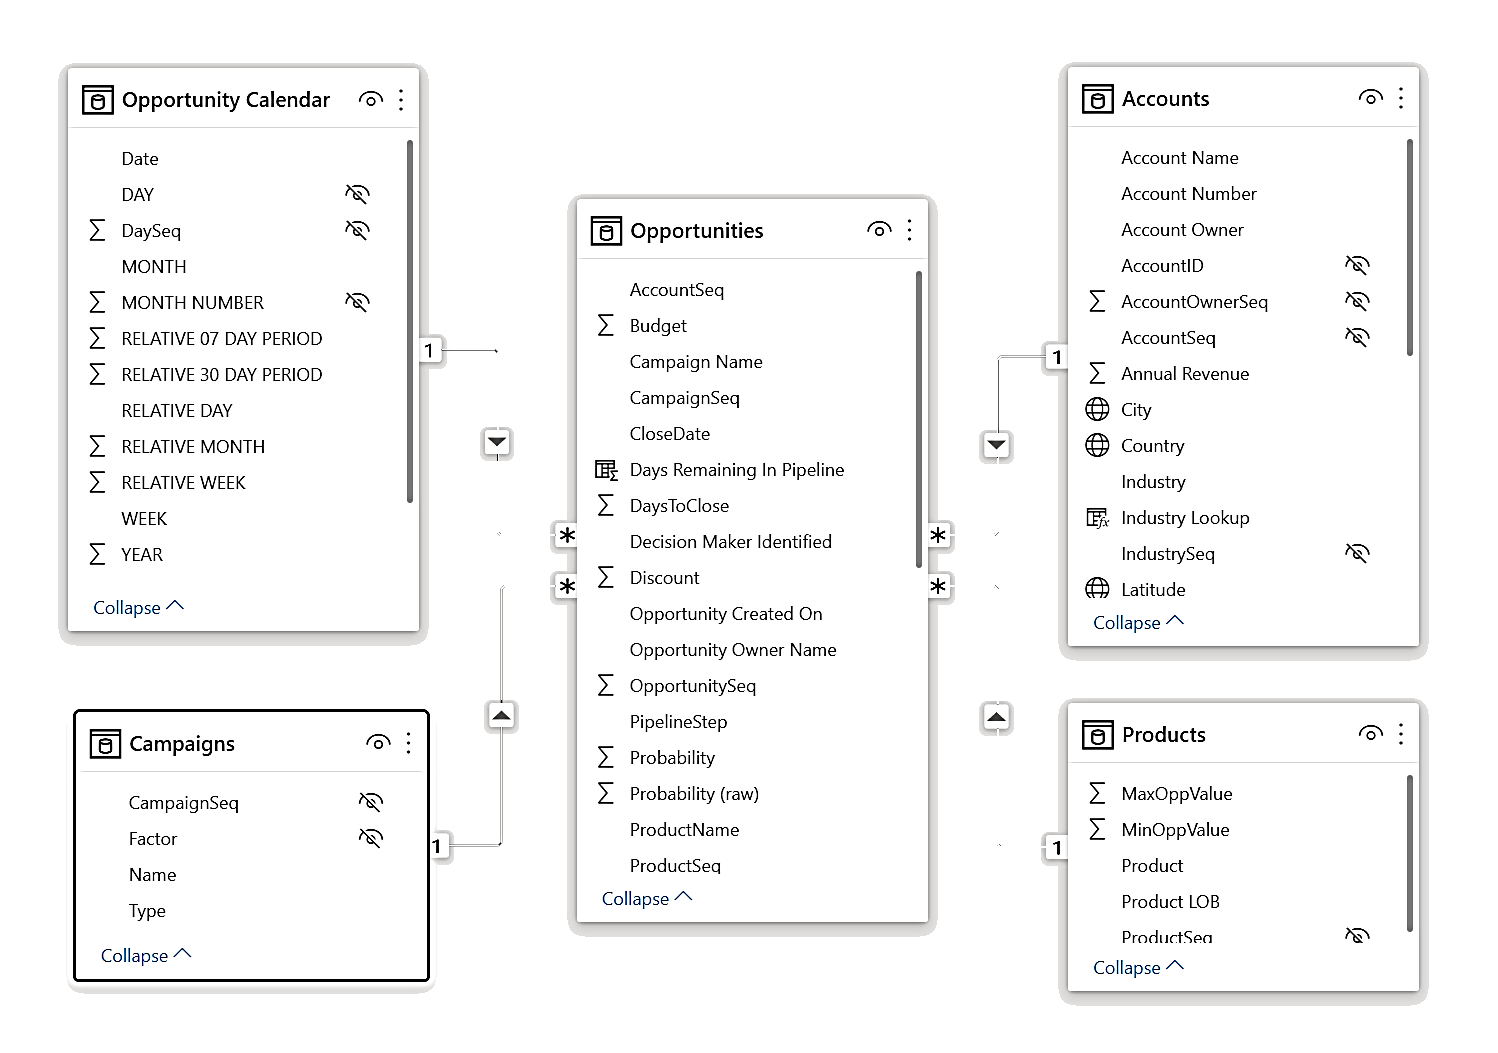 Opportunity Calendar
Date
DAY
DaySeq
MONTH
MONTH NUMBER
RELATIVE 07 DAY PERIOD
RELATIVE 30 DAY PERIOD
RELATIVE DAY
RELATIVE MONTH
RELATIVE WEEK
WEEK
YEAR
Collapse
1
Campaigns
CampaignSeq
Factor
Name
Type
Collapse
1
Opportunities
AccountSeq
Budget
Campaign Name
CampaignSeq
CloseDate
Days Remaining In Pipeline
DaysToClose
Decision Maker Identified
Discount
Opportunity Created On
Opportunity Owner Name
OpportunitySeq
PipelineStep
Probability
Probability (raw)
ProductName
ProductSeq
Collapse
*
*
*
*
Accounts
Account Name
Account Number
Account Owner
AccountID
AccountOwnerSeq
AccountSeq
Annual Revenue
City
Country
Industry
Industry Lookup
IndustrySeq
Latitude
Collapse
1
Products
MaxOppValue
MinOppValue
Product
Product LOB
ProductSeq
Collapse
1